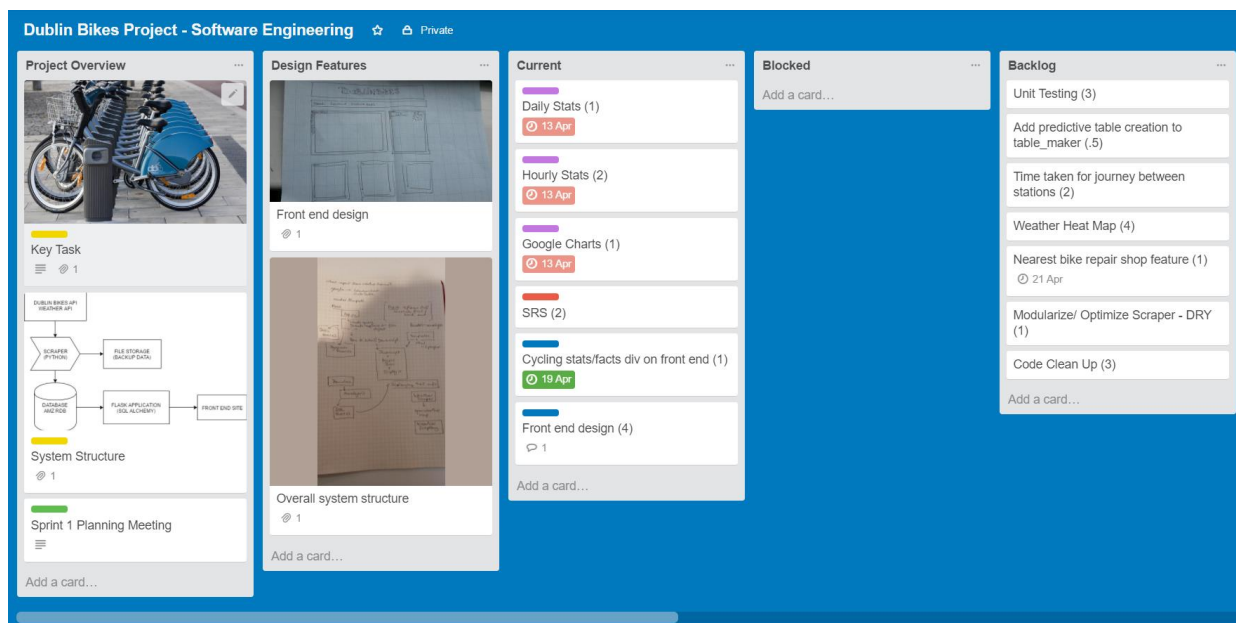 Dublin Bikes Project - Software Engineering
Private
Project Overview
Key Task
1
DUBLIN BIKES API
WEATHER API
SCRAPER
(PYTHON)
FILE STORAGE
(BACKUP DATA)
DATABASE
AMZ RDB
FLASK APPLICATION
(SQL ALCHEMY)
FRONT END SITE
System Structure
1
Sprint 1 Planning Meeting
Add a card…
Design Features
Front end design
1
Overall system structure
1
Add a card…
Current
Daily Stats (1)
13 Apr
Hourly Stats (2)
13 Apr
Google Charts (1)
13 Apr
SRS (2)
Cycling stats/facts div on front end (1)
19 Apr
Front end design (4)
1
Add a card…
Blocked
Add a card…
Backlog
Unit Testing (3)
Add predictive table creation to
table_maker (.5)
Time taken for journey between
stations (2)
Weather Heat Map (4)
Nearest bike repair shop feature (1)
21 Apr
Modularize/ Optimize Scraper - DRY
(1)
Code Clean Up (3)
Add a card…